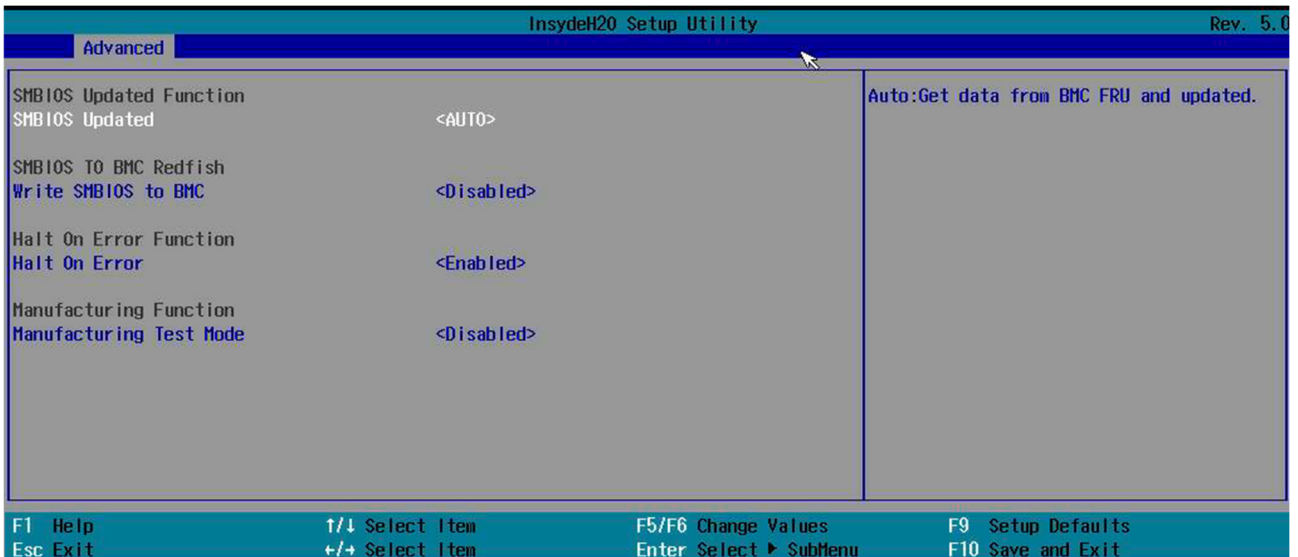 InsydeH20 Setup Utility Rev. 5.0
Advanced
SMBIOS Updated Function
SMBIOS Updated <AUTO>
Auto:Get data from BMC FRU and updated.
SMBIOS TO BMC Redfish
Write SMBIOS to BMC <Disabled>
Halt On Error Function
Halt On Error <Enabled>
Manufacturing Function
Manufacturing Test Mode <Disabled>
F1 Help ↑/↓ Select Item F5/F6 Change Values F9 Setup Defaults
Esc Exit ←/→ Select Item Enter Select ▶ SubMenu F10 Save and Exit